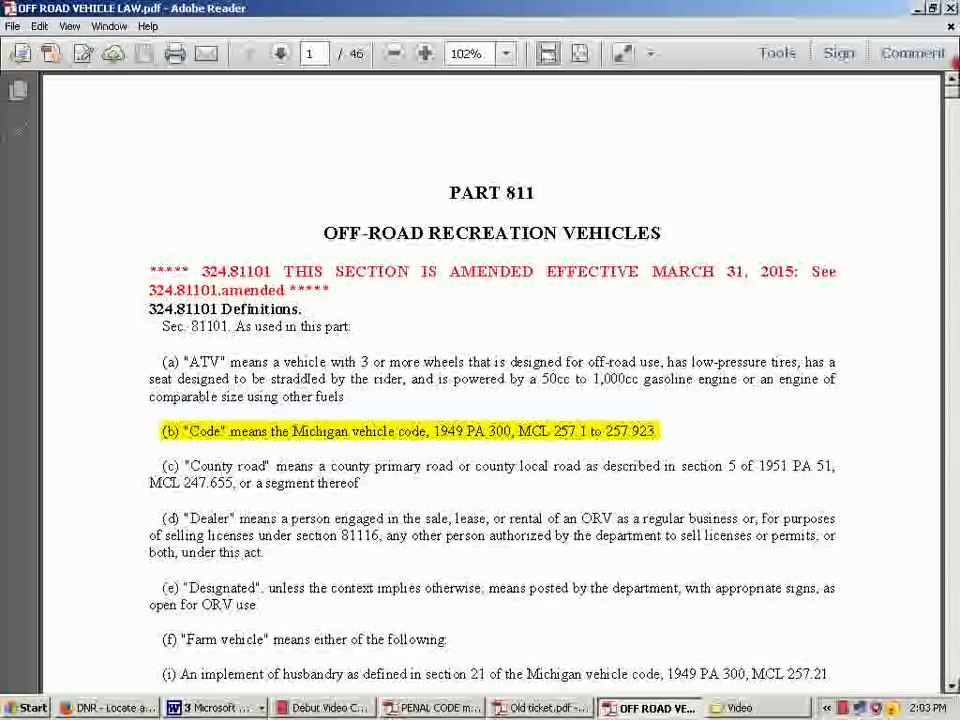 OFF ROAD VEHICLE LAW.pdf - Adobe Reader
File Edit View Window Help
1 / 46 102% Tools Sign Comment
PART 811
OFF-ROAD RECREATION VEHICLES
***** 324.81101 THIS SECTION IS AMENDED EFFECTIVE MARCH 31, 2015: See
324.81101.amended *****
324.81101 Definitions.
Sec. 81101. As used in this part:
(a) "ATV" means a vehicle with 3 or more wheels that is designed for off-road use, has low-pressure tires, has a
seat designed to be straddled by the rider, and is powered by a 50cc to 1,000cc gasoline engine or an engine of
comparable size using other fuels
(b) "Code" means the Michigan vehicle code, 1949 PA 300, MCL 257.1 to 257.923.
(c) "County road" means a county primary road or county local road as described in section 5 of 1951 PA 51,
MCL 247.655, or a segment thereof
(d) "Dealer" means a person engaged in the sale, lease, or rental of an ORV as a regular business or, for purposes
of selling licenses under section 81116, any other person authorized by the department to sell licenses or permits, or
both, under this act.
(e) "Designated", unless the context implies otherwise, means posted by the department, with appropriate signs, as
open for ORV use
(f) "Farm vehicle" means either of the following:
(i) An implement of husbandry as defined in section 21 of the Michigan vehicle code, 1949 PA 300, MCL 257.21
Start DNR - Locate a... 3 Microsoft ... Debut Video C... PENAL CODE m... Old ticket.pdf -... OFF ROAD VE... Video « 2:03 PM